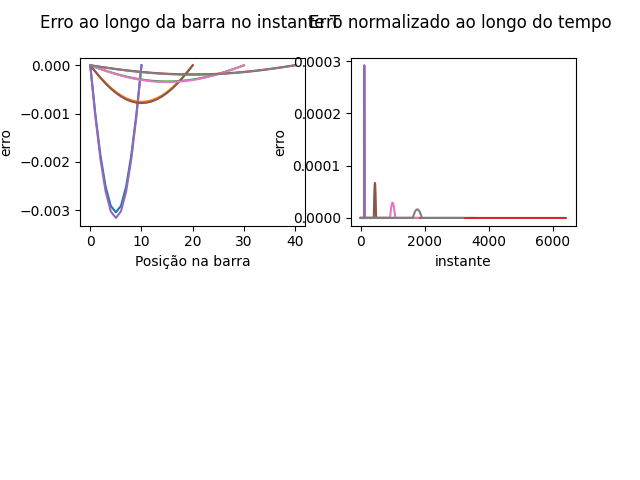 Erro ao longo da barra no instante T
Erro normalizado ao longo do tempo
0.000
−0.001
−0.002
−0.003
erro
0
10
20
30
40
Posição na barra
0.0003
0.0002
0.0001
0.0000
erro
0
2000
4000
6000
instante